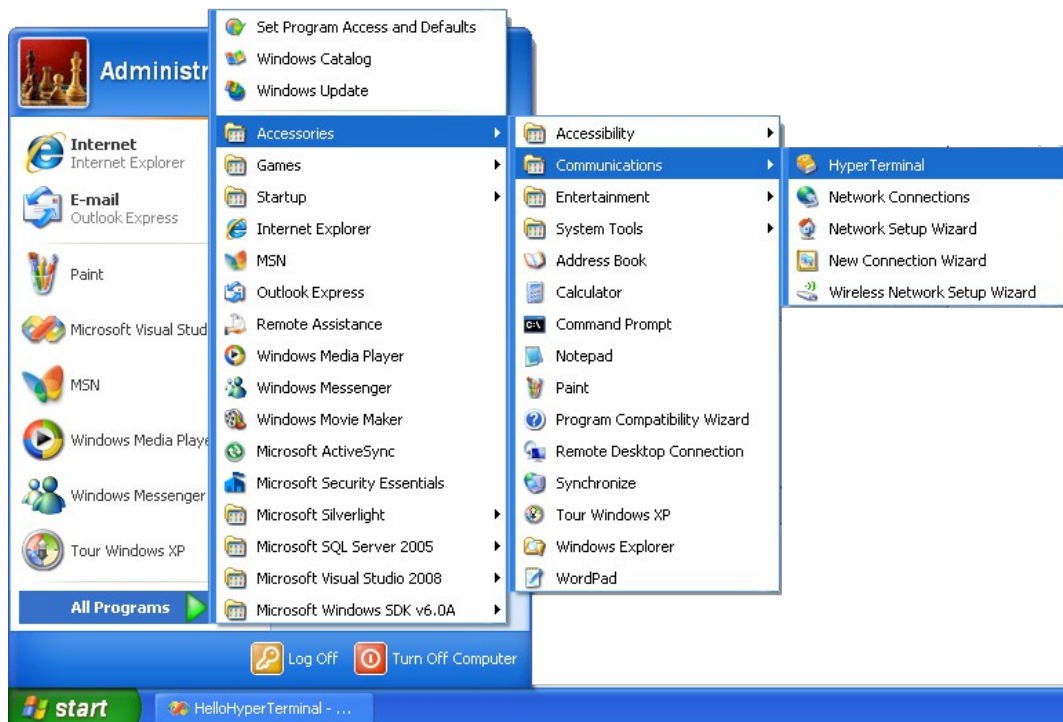 Administr
Internet
Internet Explorer
E-mail
Outlook Express
Paint
Microsoft Visual Stud
MSN
Windows Media Playe
Windows Messenger
Tour Windows XP
All Programs
Set Program Access and Defaults
Windows Catalog
Windows Update
Accessories
Games
Startup
Internet Explorer
MSN
Outlook Express
Remote Assistance
Windows Media Player
Windows Messenger
Windows Movie Maker
Microsoft ActiveSync
Microsoft Security Essentials
Microsoft Silverlight
Microsoft SQL Server 2005
Microsoft Visual Studio 2008
Microsoft Windows SDK v6.0A
Accessibility
Communications
Entertainment
System Tools
Address Book
Calculator
Command Prompt
Notepad
Paint
Program Compatibility Wizard
Remote Desktop Connection
Synchronize
Tour Windows XP
Windows Explorer
WordPad
HyperTerminal
Network Connections
Network Setup Wizard
New Connection Wizard
Wireless Network Setup Wizard
Log Off
Turn Off Computer
start
HelloHyperTerminal - ...